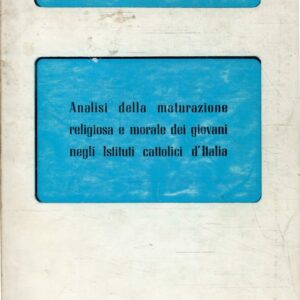 Analisi della maturazione
religiosa e morale dei giovani
negli Istituti cattolici d'Italia